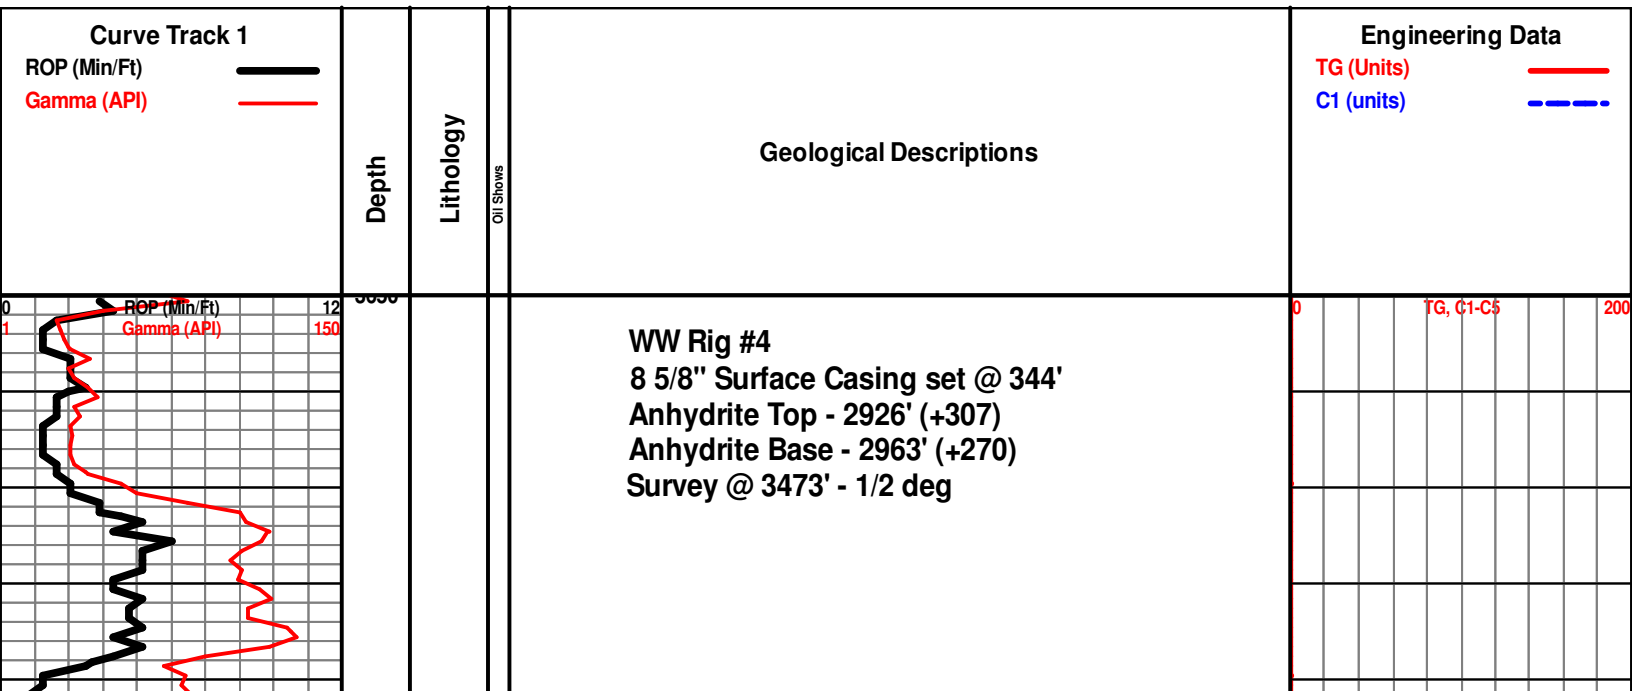 Curve Track 1
ROP (Min/Ft)
Gamma (API)
Depth
Lithology
Oil Shows
Geological Descriptions
Engineering Data
TG (Units)
C1 (units)
0 ROP (Min/Ft) 12
1 Gamma (API) 150
0 TG, C1-C5 200
WW Rig #4
8 5/8" Surface Casing set @ 344'
Anhydrite Top - 2926' (+307)
Anhydrite Base - 2963' (+270)
Survey @ 3473' - 1/2 deg